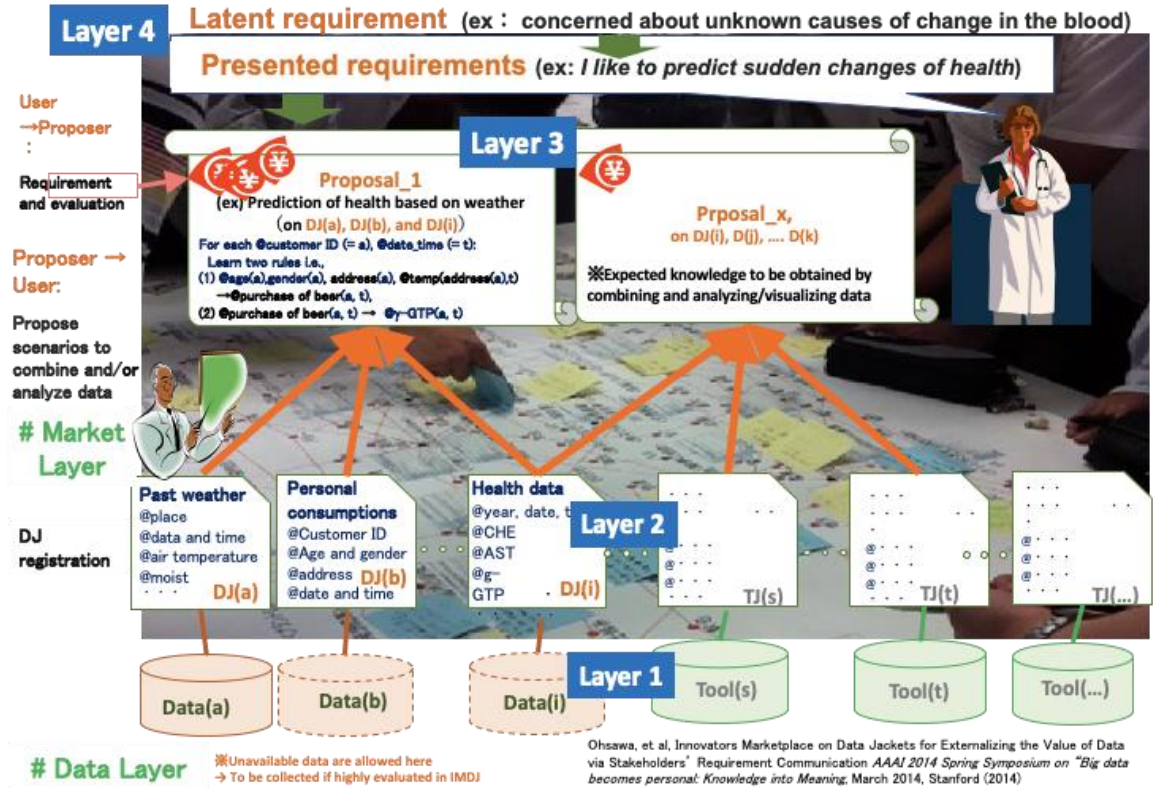 Layer 4
Latent requirement (ex： concerned about unknown causes of change in the blood)
Presented requirements (ex: I like to predict sudden changes of health)
User
→Proposer
:
Requirement
and evaluation
Proposer →
User:
Propose
scenarios to
combine and/or
analyze data
# Market
Layer
DJ
registration
Layer 3
¥
¥
¥
Proposal_1
(ex) Prediction of health based on weather
(on DJ(a), DJ(b), and DJ(i))
For each @customer ID (= a), @date_time (= t):
Learn two rules i.e.,
(1) @age(a),gender(a), address(a), @temp(address(a),t)
→@purchase of beer(a, t),
(2) @purchase of beer(a, t) → @γ-GTP(a, t)
¥
Prposal_x,
on DJ(i), D(j), .... D(k)
※Expected knowledge to be obtained by
combining and analyzing/visualizing data
Past weather
@place
@data and time
@air temperature
@moist
. . . .
DJ(a)
Personal
consumptions
@Customer ID
@Age and gender
@address
DJ(b)
@date and time
Health data
@year, date, t
@CHE
@AST
@g-
GTP
. DJ(i)
. . . . .
Layer 2
. . .
. .
@ . . . .
@ . . . .
@ . . . .
TJ(s)
. . . .
. . . . .
.
@ . . . .
@ . . . .
@ . . . .
TJ(t)
. . . .
. .
.
@ . . . .
@ . . . .
@ . . . .
TJ(...)
Layer 1
Data(a)
Data(b)
Data(i)
Tool(s)
Tool(t)
Tool(...)
# Data Layer
※Unavailable data are allowed here
→ To be collected if highly evaluated in IMDJ
Ohsawa, et al, Innovators Marketplace on Data Jackets for Externalizing the Value of Data
via Stakeholders’ Requirement Communication AAAI 2014 Spring Symposium on “Big data
becomes personal: Knowledge into Meaning, March 2014, Stanford (2014)